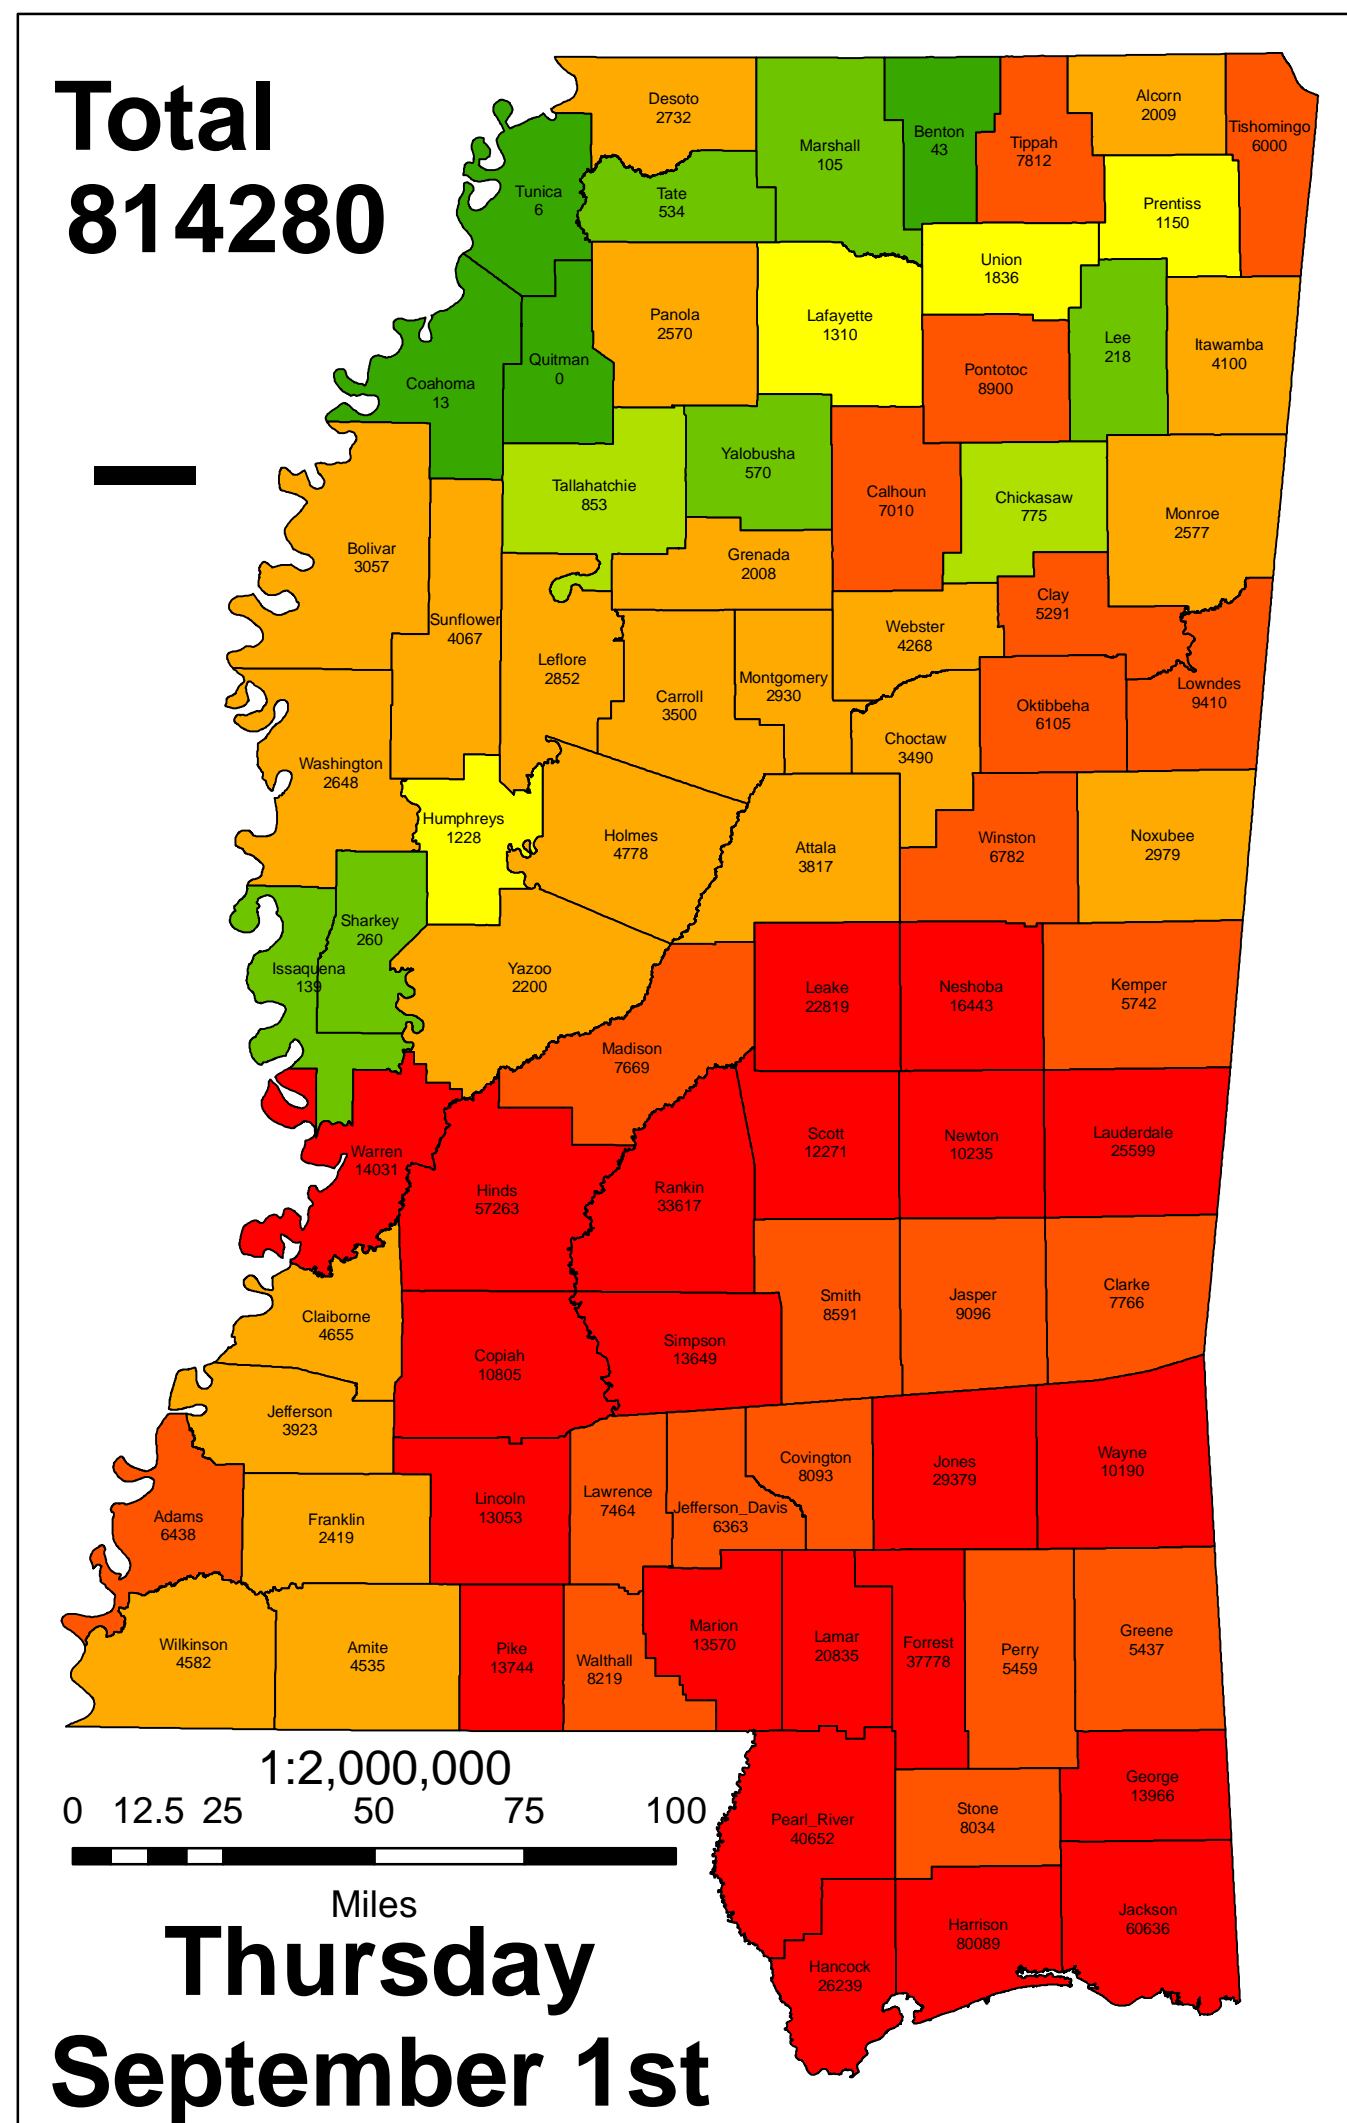 Total
814280
Desoto
2732
Marshall
105
Benton
43
Tippah
7812
Alcorn
2009
Tishomingo
6000
Tunica
6
Tate
534
Prentiss
1150
Union
1836
Panola
2570
Lafayette
1310
Pontotoc
8900
Lee
218
Itawamba
4100
Coahoma
13
Quitman
0
Tallahatchie
853
Yalobusha
570
Calhoun
7010
Chickasaw
775
Monroe
2577
Bolivar
3057
Sunflower
4067
Leflore
2852
Grenada
2008
Carroll
3500
Montgomery
2930
Webster
4268
Clay
5291
Choctaw
3490
Oktibbeha
6105
Lowndes
9410
Washington
2648
Humphreys
1228
Holmes
4778
Attala
3817
Winston
6782
Noxubee
2979
Sharkey
260
Issaquena
139
Yazoo
2200
Madison
7669
Leake
22819
Neshoba
16443
Kemper
5742
Warren
14031
Hinds
57263
Rankin
33617
Scott
12271
Newton
10235
Lauderdale
25599
Claiborne
4655
Copiah
10805
Simpson
13649
Smith
8591
Jasper
9096
Clarke
7766
Jefferson
3923
Adams
6438
Franklin
2419
Lincoln
13053
Lawrence
7464
Jefferson_Davis
6363
Covington
8093
Jones
29379
Wayne
10190
Wilkinson
4582
Amite
4535
Pike
13744
Walthall
8219
Marion
13570
Lamar
20835
Forrest
37778
Perry
5459
Greene
5437
Pearl_River
40652
Stone
8034
George
13966
Hancock
26239
Harrison
80089
Jackson
60636
1:2,000,000
0 12.5 25 50 75 100
Miles
Thursday
September 1st